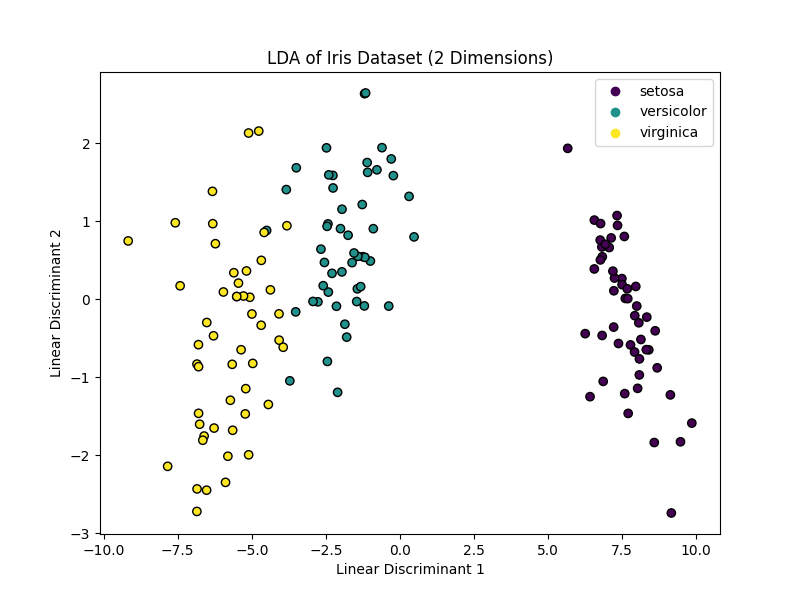 LDA of Iris Dataset (2 Dimensions)
setosa
versicolor
virginica
Linear Discriminant 2
2
1
0
−1
−2
−3
−10.0 −7.5 −5.0 −2.5 0.0 2.5 5.0 7.5 10.0
Linear Discriminant 1